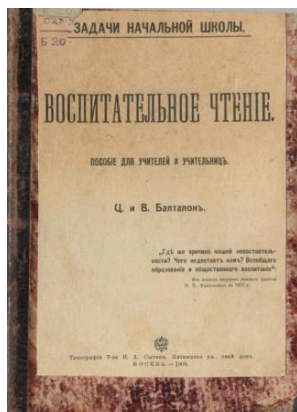 ЗАДАЧИ НАЧАЛЬНОЙ ШКОЛЫ.
Б 20
ВОСПИТАТЕЛЬНОЕ ЧТЕНІЕ.
ПОСОБІЕ ДЛЯ УЧИТЕЛЕЙ И УЧИТЕЛЬНИЦЪ.
Ц. и В. Балталонъ.
„Гдѣ же причина нашей несостоятель-
ности? Чего недостаетъ намъ? Всеобщаго
образованія и общественнаго воспитанія“.
Типографія Т-ва И. Д. Сытина, Пятницкая ул., свой домъ.
МОСКВА.—1908.